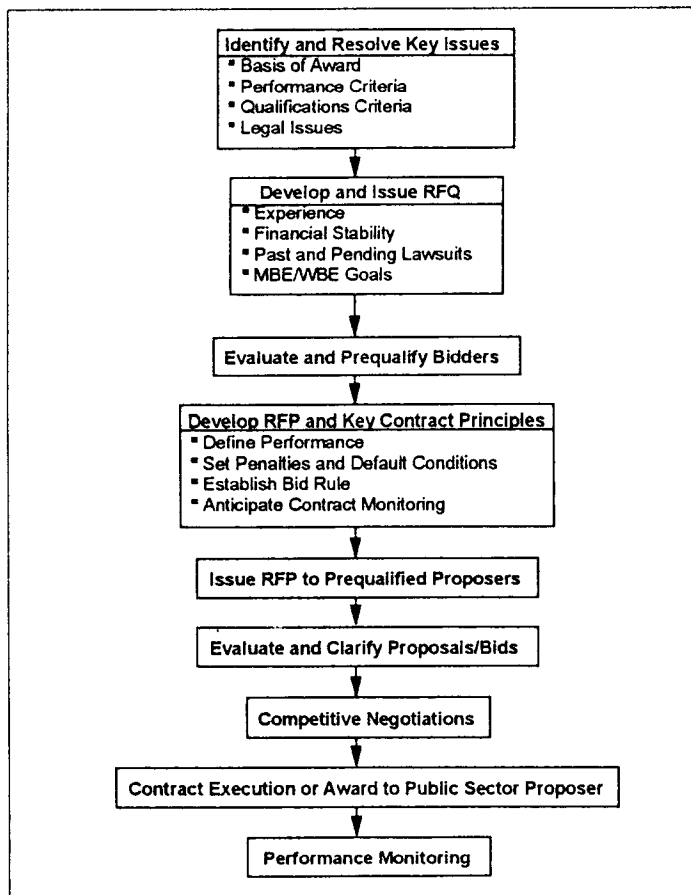 Identify and Resolve Key Issues
▪ Basis of Award
▪ Performance Criteria
▪ Qualifications Criteria
▪ Legal Issues
Develop and Issue RFQ
▪ Experience
▪ Financial Stability
▪ Past and Pending Lawsuits
▪ MBE/WBE Goals
Evaluate and Prequalify Bidders
Develop RFP and Key Contract Principles
▪ Define Performance
▪ Set Penalties and Default Conditions
▪ Establish Bid Rule
▪ Anticipate Contract Monitoring
Issue RFP to Prequalified Proposers
Evaluate and Clarify Proposals/Bids
Competitive Negotiations
Contract Execution or Award to Public Sector Proposer
Performance Monitoring